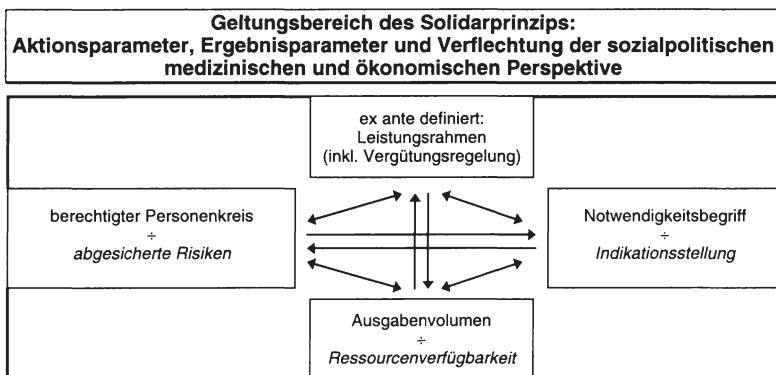 Geltungsbereich des Solidarprinzips:
Aktionsparameter, Ergebnisparameter und Verflechtung der sozialpolitischen
medizinischen und ökonomischen Perspektive
ex ante definiert:
Leistungsrahmen
(inkl. Vergütungsregelung)
berechtigter Personenkreis
÷
abgesicherte Risiken
Notwendigkeitsbegriff
÷
Indikationsstellung
Ausgabenvolumen
÷
Ressourcenverfügbarkeit